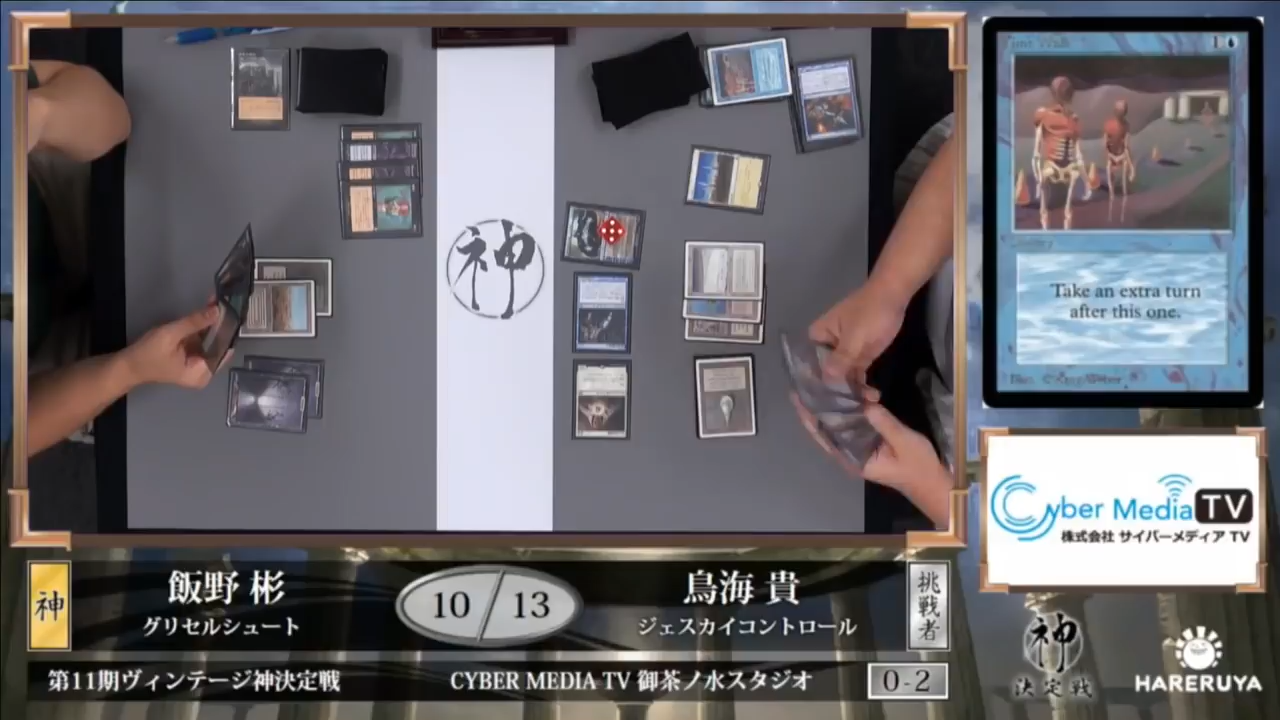 Time Walk
1
神
Take an extra turn
after this one.
Cyber Media TV
株式会社 サイバーメディア TV
神
飯野 彬
グリセルシュート
10 / 13
鳥海 貴
ジェスカイコントロール
挑戦者
第11期ヴィンテージ神決定戦
CYBER MEDIA TV 御茶ノ水スタジオ
0-2
神
決定戦
HARERUYA